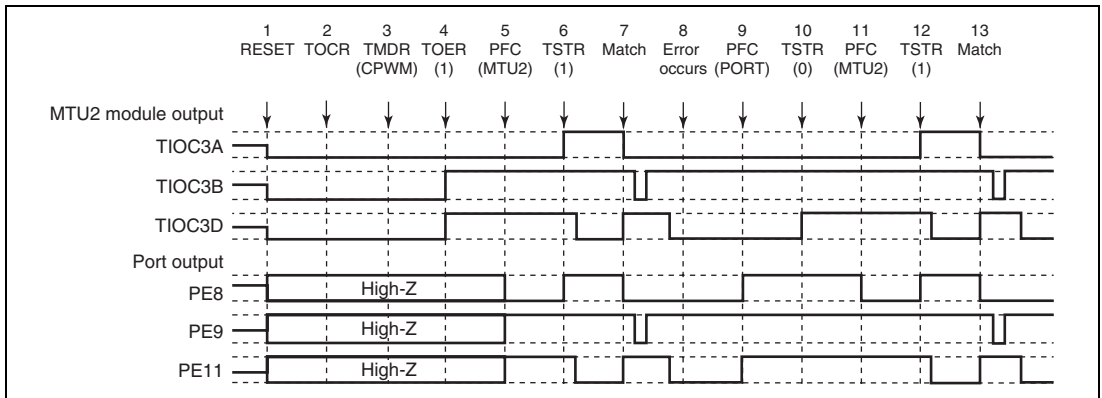 1 2 3 4 5 6 7 8 9 10 11 12 13
RESET TOCR TMDR TOER PFC TSTR Match Error PFC TSTR PFC TSTR Match
(CPWM) (1) (MTU2) (1) occurs (PORT) (0) (MTU2) (1)
MTU2 module output
TIOC3A
TIOC3B
TIOC3D
Port output
PE8 High-Z
PE9 High-Z
PE11 High-Z